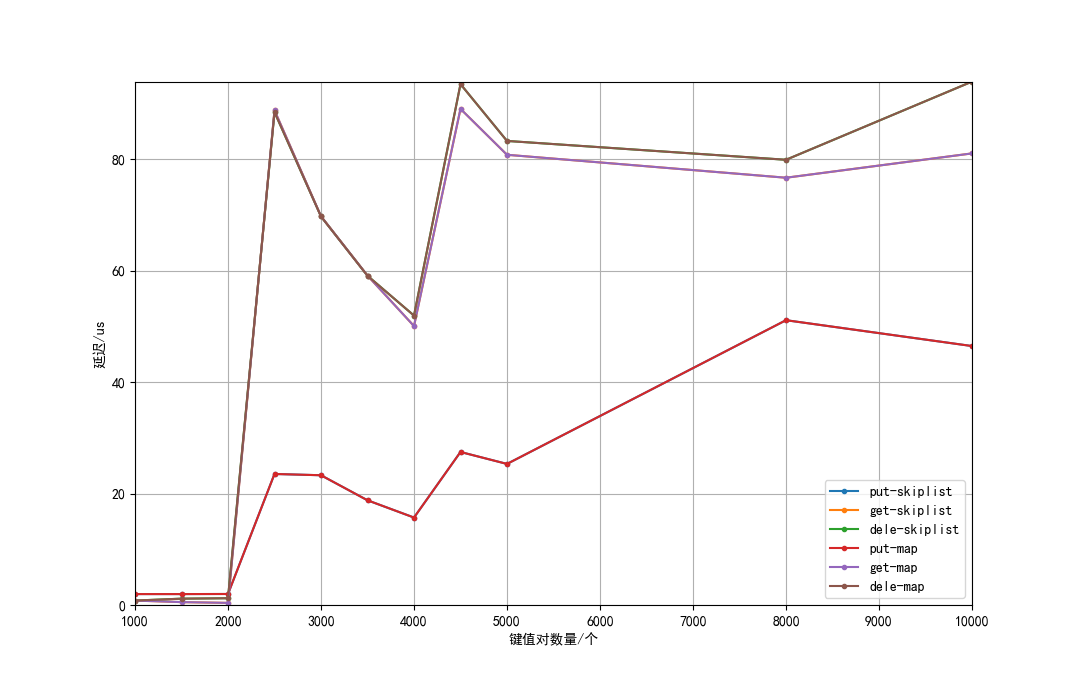 80
60
40
20
0
延迟/us
1000 2000 3000 4000 5000 6000 7000 8000 9000 10000
键值对数量/个
put-skiplist
get-skiplist
dele-skiplist
put-map
get-map
dele-map